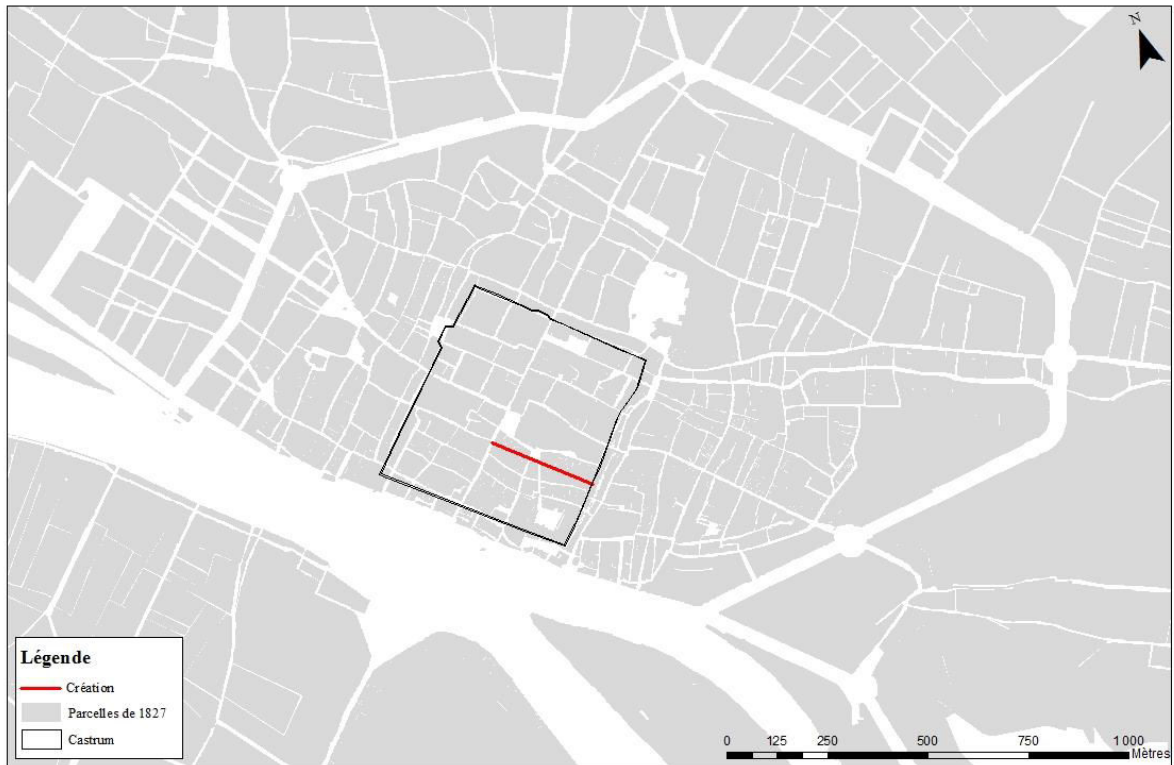 N
Légende
Création
Parcelles de 1827
Castrum
0 125 250 500 750 1 000
Mètres